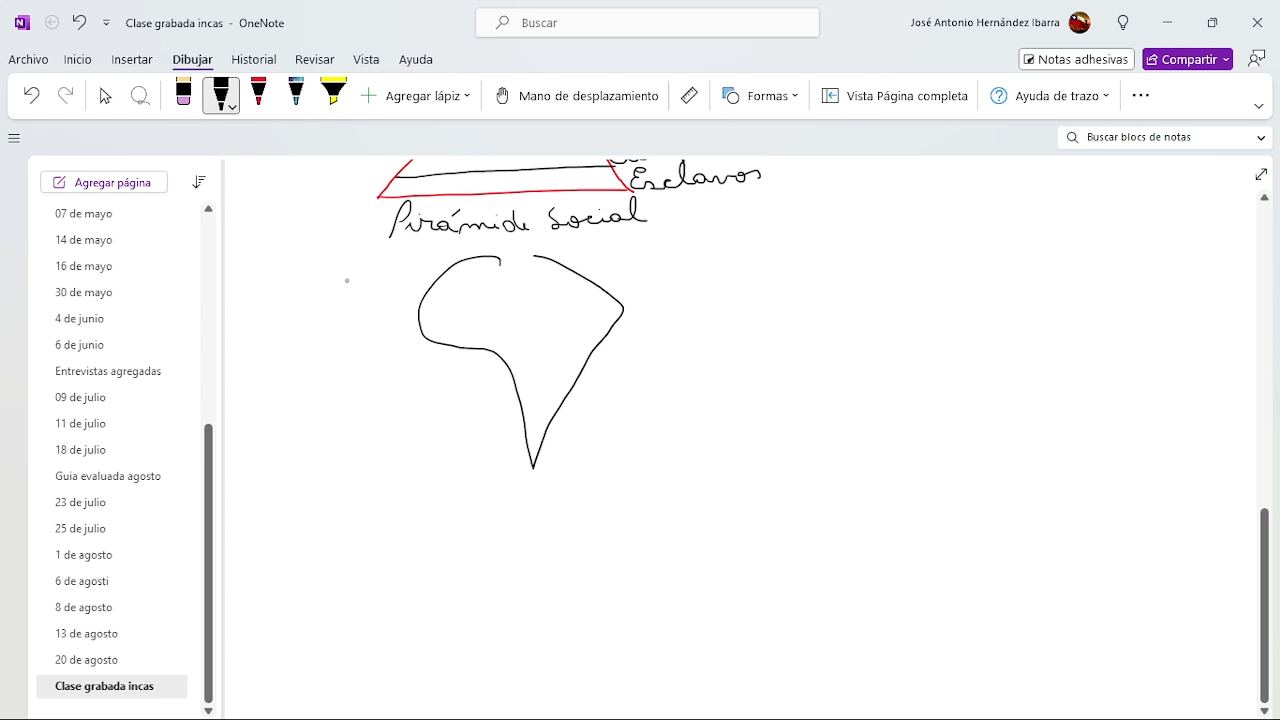 Clase grabada incas - OneNote
Buscar
José Antonio Hernández Ibarra
Archivo Inicio Insertar Dibujar Historial Revisar Vista Ayuda
Notas adhesivas Compartir
Agregar lápiz Mano de desplazamiento Formas Vista Página completa Ayuda de trazo
Buscar blocs de notas
Agregar página
07 de mayo
14 de mayo
16 de mayo
30 de mayo
4 de junio
6 de junio
Entrevistas agregadas
09 de julio
11 de julio
18 de julio
Guia evaluada agosto
23 de julio
25 de julio
1 de agosto
6 de agosti
8 de agosto
13 de agosto
20 de agosto
Clase grabada incas
Esclavos
Pirámide Social